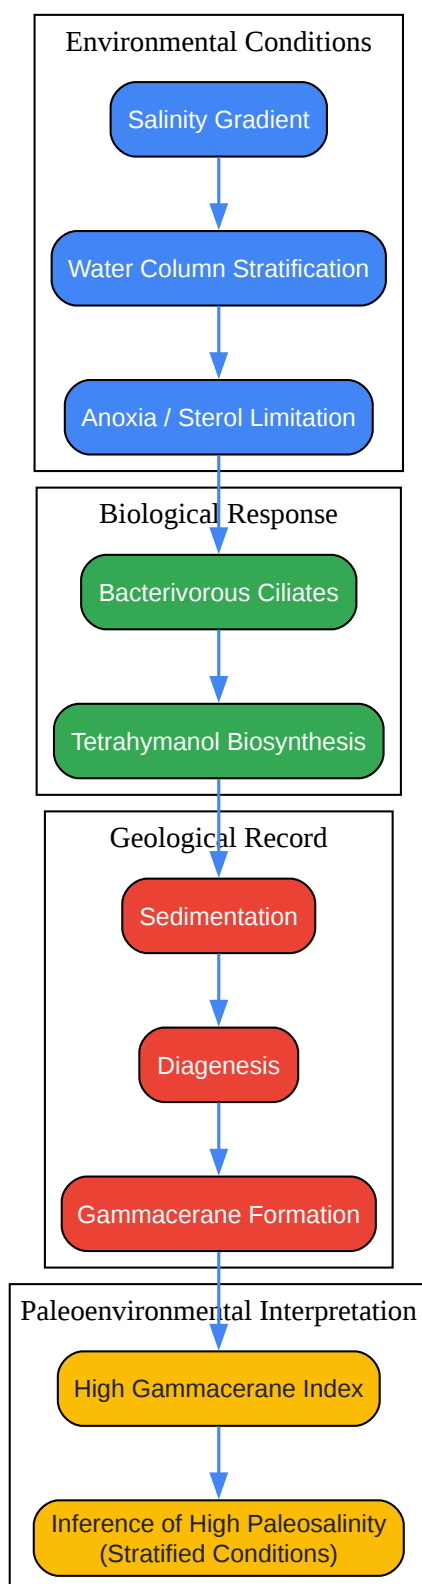 Environmental Conditions
Salinity Gradient
Water Column Stratification
Anoxia / Sterol Limitation
Biological Response
Bacterivorous Ciliates
Tetrahymanol Biosynthesis
Geological Record
Sedimentation
Diagenesis
Gammacerane Formation
Paleoenvironmental Interpretation
High Gammacerane Index
Inference of High Paleosalinity
(Stratified Conditions)